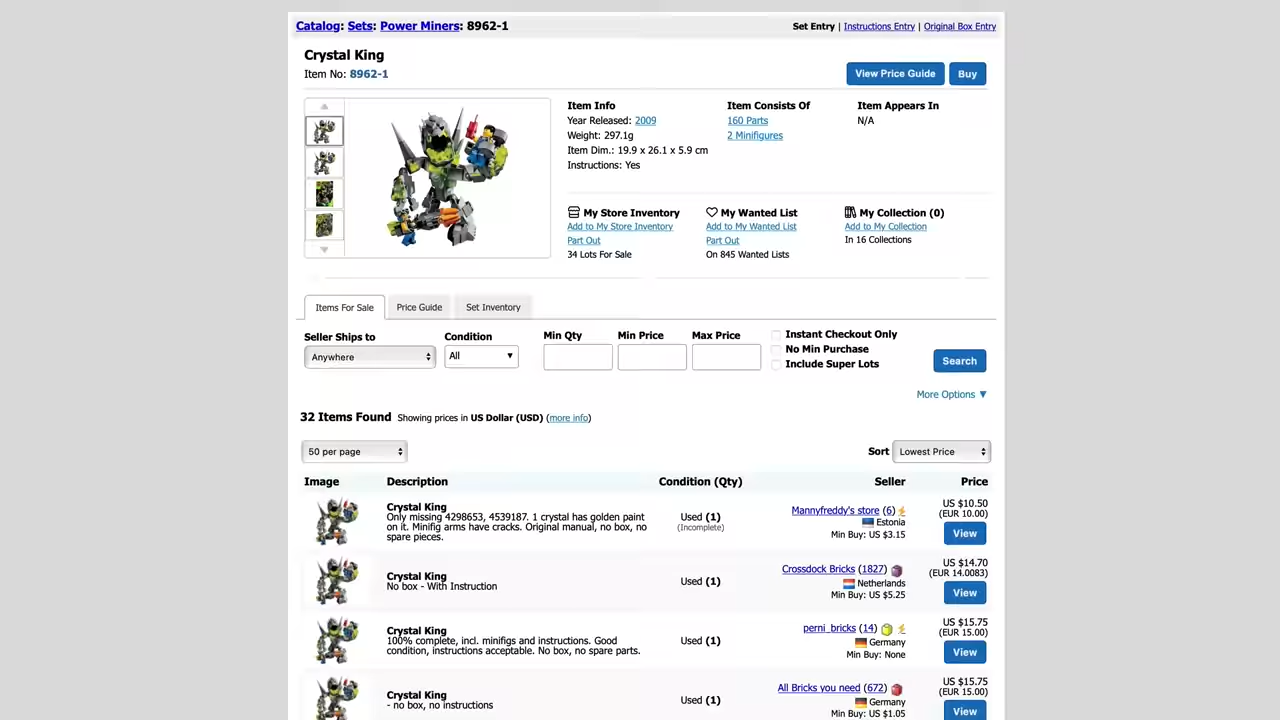 Catalog: Sets: Power Miners: 8962-1
Set Entry | Instructions Entry | Original Box Entry
Crystal King
Item No: 8962-1
View Price Guide
Buy
Item Info
Year Released: 2009
Weight: 297.1g
Item Dim.: 19.9 x 26.1 x 5.9 cm
Instructions: Yes
Item Consists Of
160 Parts
2 Minifigures
Item Appears In
N/A
My Store Inventory
Add to My Store Inventory
Part Out
34 Lots For Sale
My Wanted List
Add to My Wanted List
Part Out
On 845 Wanted Lists
My Collection (0)
Add to My Collection
In 16 Collections
Items For Sale
Price Guide
Set Inventory
Seller Ships to
Anywhere
Condition
All
Min Qty
Min Price
Max Price
Instant Checkout Only
No Min Purchase
Include Super Lots
Search
More Options ▼
32 Items Found Showing prices in US Dollar (USD) (more info)
50 per page
Sort Lowest Price
Image Description Condition (Qty) Seller Price
Crystal King
Only missing 4298653, 4539187. 1 crystal has golden paint
on it. Minifig arms have cracks. Original manual, no box, no
spare pieces.
Used (1)
(Incomplete)
Mannyfreddy's store (6)
Estonia
Min Buy: US $3.15
US $10.50
(EUR 10.00)
View
Crystal King
No box - With Instruction
Used (1)
Crossdock Bricks (1827)
Netherlands
Min Buy: US $5.25
US $14.70
(EUR 14.0083)
View
Crystal King
100% complete, incl. minifigs and instructions. Good
condition, instructions acceptable. No box, no spare parts.
Used (1)
perni_bricks (14)
Germany
Min Buy: None
US $15.75
(EUR 15.00)
View
Crystal King
- no box, no instructions
Used (1)
All Bricks you need (672)
Germany
Min Buy: US $1.05
US $15.75
(EUR 15.00)
View